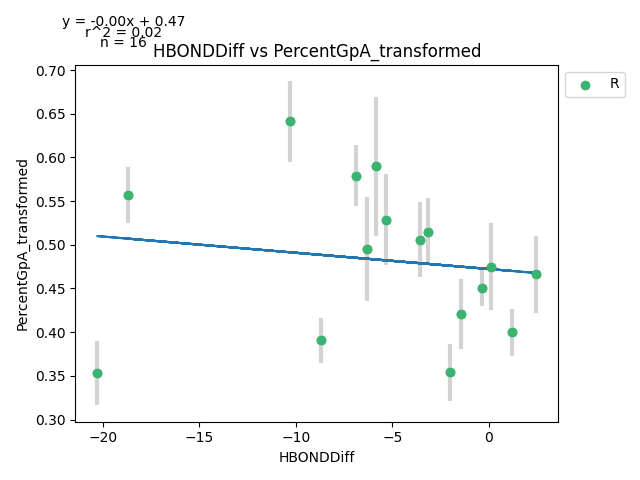 y = -0.00x + 0.47
r^2 = 0.02
n = 16
HBONDDiff vs PercentGpA_transformed
R
PercentGpA_transformed
0.70
0.65
0.60
0.55
0.50
0.45
0.40
0.35
0.30
−20
−15
−10
−5
0
HBONDDiff